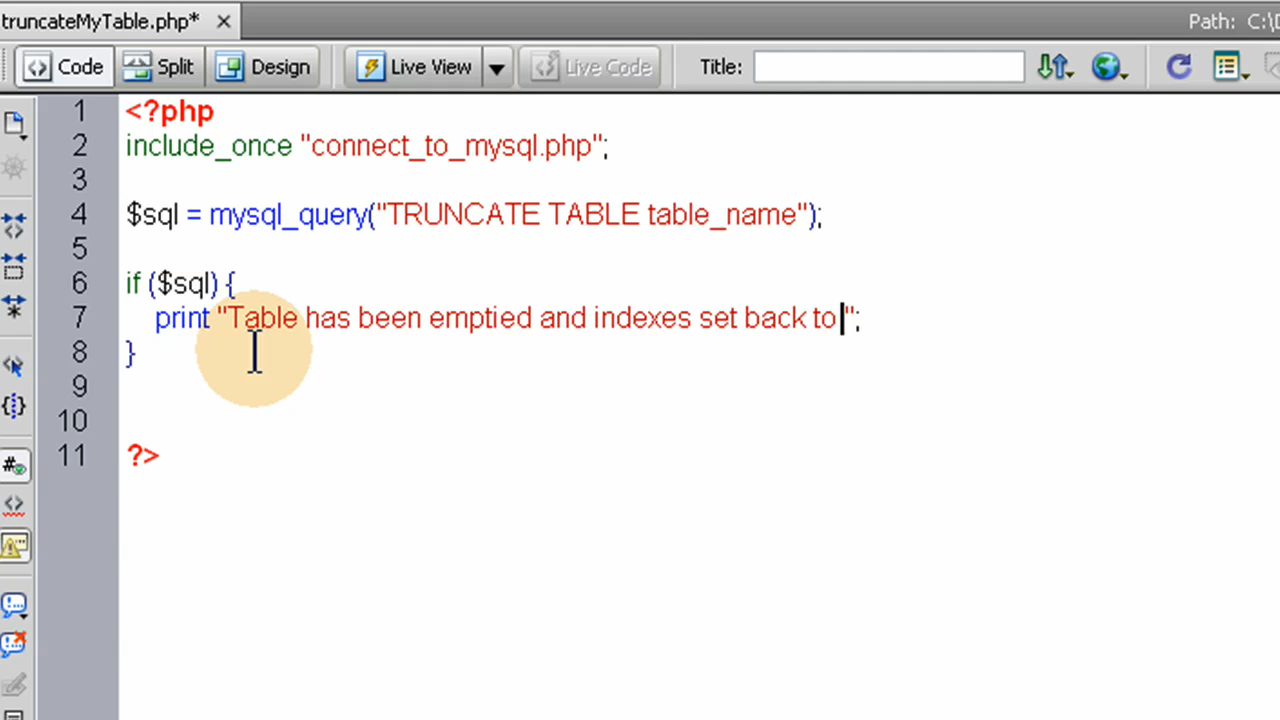 truncateMyTable.php*
Path: C:\
Code Split Design Live View Live Code Title:
1 <?php
2 include_once "connect_to_mysql.php";
3
4 $sql = mysql_query("TRUNCATE TABLE table_name");
5
6 if ($sql) {
7 print "Table has been emptied and indexes set back to ";
8 }
9
10
11 ?>